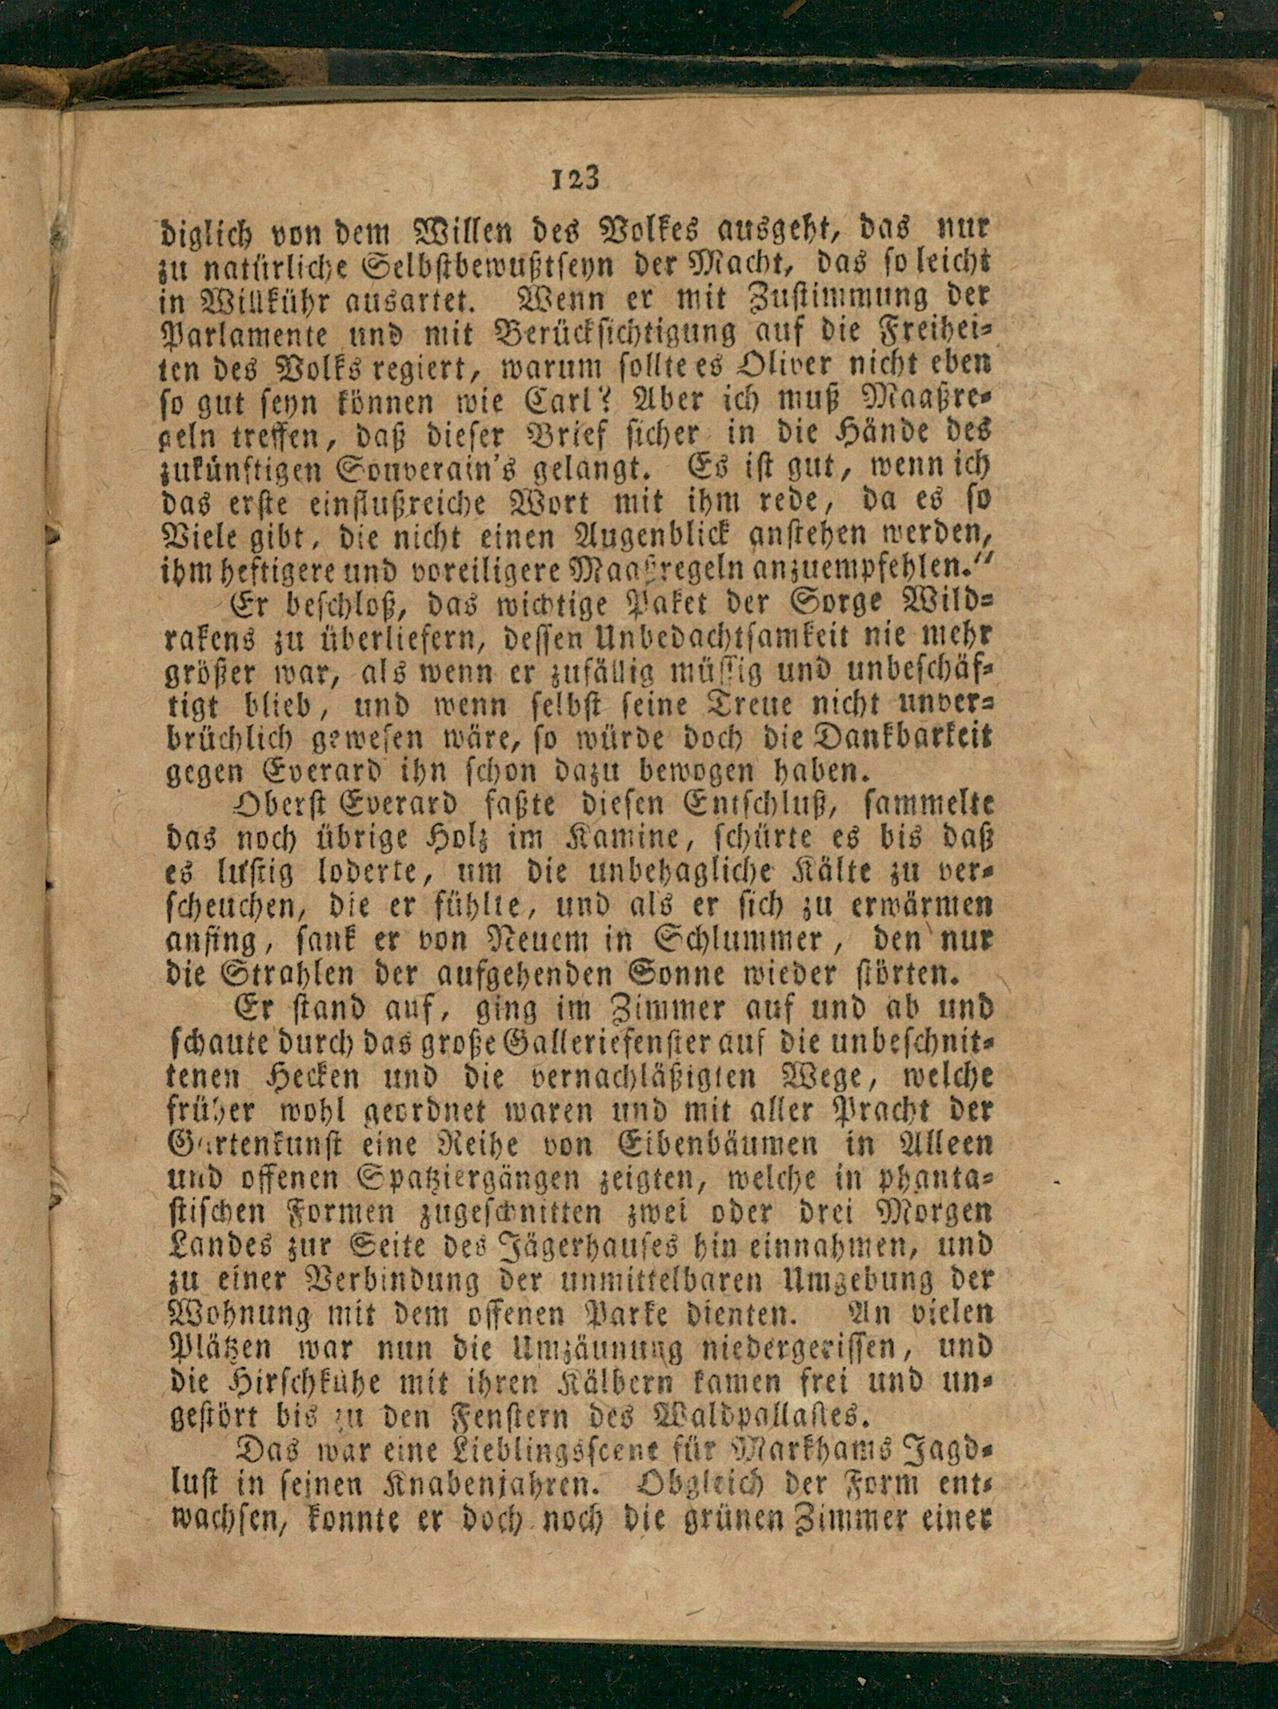 123
diglich von dem Willen des Volkes ausgeht, das nur
zu natürliche Selbstbewußtseyn der Macht, das so leicht
in Willkühr ausartet. Wenn er mit Zustimmung der
Parlamente und mit Berücksichtigung auf die Freihei-
ten des Volks regiert, warum sollte es Oliver nicht eben
so gut seyn können wie Carl? Aber ich muß Maaßre-
geln treffen, daß dieser Brief sicher in die Hände des
zukünftigen Souverain's gelangt. Es ist gut, wenn ich
das erste einflußreiche Wort mit ihm rede, da es so
Viele gibt, die nicht einen Augenblick anstehen werden,
ihm heftigere und voreiligere Maaßregeln anzuempfehlen.“
Er beschloß, das wichtige Paket der Sorge Wild-
rakens zu überliefern, dessen Unbedachtsamkeit nie mehr
größer war, als wenn er zufällig müssig und unbeschäf-
tigt blieb, und wenn selbst seine Treue nicht unver-
brüchlich gewesen wäre, so würde doch die Dankbarkeit
gegen Everard ihn schon dazu bewogen haben.
Oberst Everard faßte diesen Entschluß, sammelte
das noch übrige Holz im Kamine, schürte es bis daß
es lustig loderte, um die unbehagliche Kälte zu ver-
scheuchen, die er fühlte, und als er sich zu erwärmen
anfing, sank er von Neuem in Schlummer, den nur
die Strahlen der aufgehenden Sonne wieder störten.
Er stand auf, ging im Zimmer auf und ab und
schaute durch das große Galleriefenster auf die unbeschnit-
tenen Hecken und die vernachläßigten Wege, welche
früher wohl geordnet waren und mit aller Pracht der
Gartenkunst eine Reihe von Eibenbäumen in Alleen
und offenen Spatziergängen zeigten, welche in phanta-
stischen Formen zugeschnitten zwei oder drei Morgen
Landes zur Seite des Jägerhauses hin einnahmen, und
zu einer Verbindung der unmittelbaren Umgebung der
Wohnung mit dem offenen Parke dienten. An vielen
Plätzen war nun die Umzäunung niedergerissen, und
die Hirschkühe mit ihren Kälbern kamen frei und un-
gestört bis zu den Fenstern des Waldpallastes.
Das war eine Lieblingsscene für Markhams Jagd-
lust in seinen Knabenjahren. Obgleich der Form ent-
wachsen, konnte er doch noch die grünen Zimmer einer